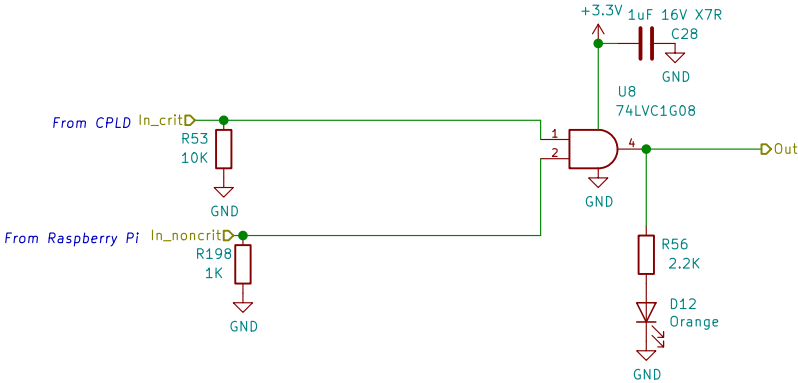 +3.3V 1uF 16V X7R
C28
GND
U8
74LVC1G08
From CPLD In_crit
R53
10K
GND
1
2
4
Out
GND
From Raspberry Pi In_noncrit
R198
1K
GND
R56
2.2K
D12
Orange
GND